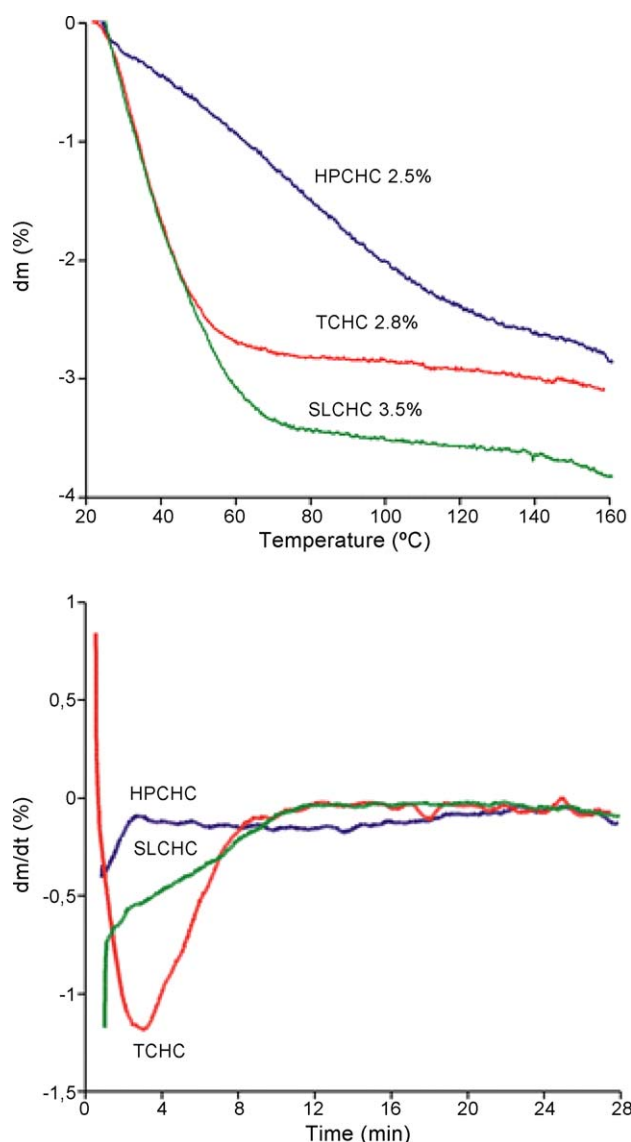 0
-1
-2
-3
-4
dm (%)
HPCHC 2.5%
TCHC 2.8%
SLCHC 3.5%
20 40 60 80 100 120 140 160
Temperature (ºC)
1
0,5
0
-0,5
-1
-1,5
dm/dt (%)
HPCHC
SLCHC
TCHC
0 4 8 12 16 20 24 28
Time (min)